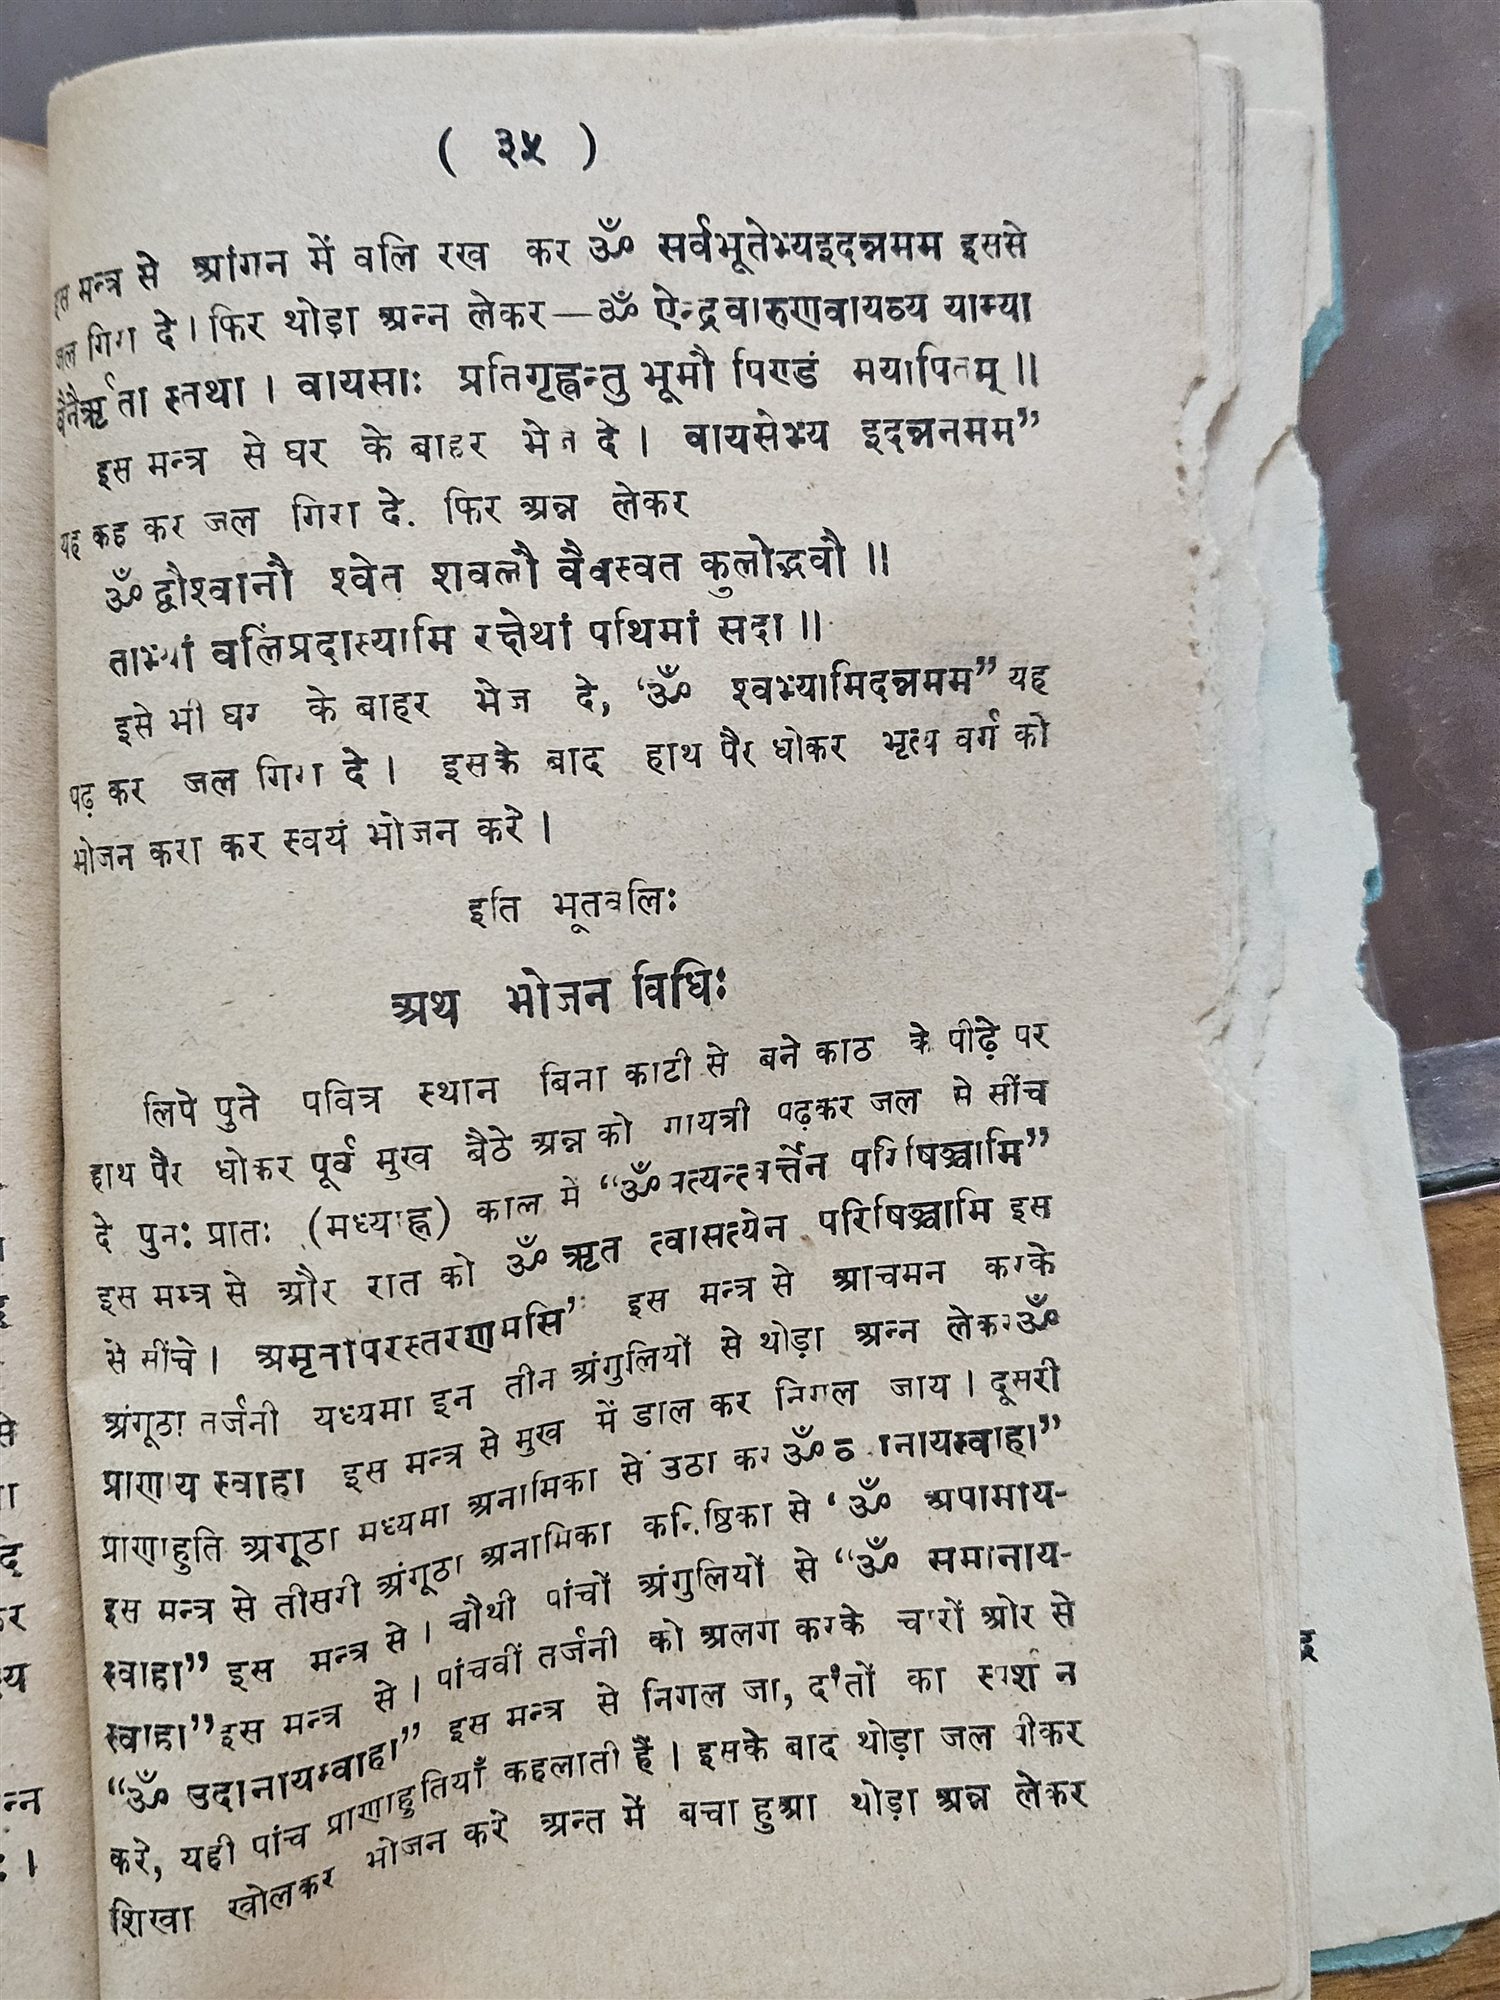 ( ३५ )
इस मन्त्र से आंगन में वलि रख कर ॐ सर्वभूतेभ्यइदन्नमम इससे
जल गिरा दे । फिर थोड़ा अन्न लेकर—ॐ ऐन्द्रवारुणवायव्य याम्या
वैनैऋृता स्तथा । वायसाः प्रतिगृह्णन्तु भूमौ पिण्डं मयापितम् ॥
इस मन्त्र से घर के बाहर भेज दे । वायसेभ्य इदन्ननमम”
यह कह कर जल गिरा दे. फिर अन्न लेकर
ॐ द्वौश्वानौ श्वेत शवलौ वैवस्वत कुलोद्भवौ ॥
ताभ्यां वलिंप्रदास्यामि रक्षेथां पथिमां सदा ॥
इसे भी घर के बाहर भेज दे, ‘ॐ श्वभ्यामिदन्नमम” यह
पढ़ कर जल गिरा दे । इसके बाद हाथ पैर धोकर भृत्य वर्ग को
भोजन करा कर स्वयं भोजन करे ।
इति भूतवलिः
अथ भोजन विधिः
लिपे पुते पवित्र स्थान बिना काटी से बने काठ के पीढ़े पर
हाथ पैर धोकर पूर्व मुख बैठे अन्न को गायत्री पढ़कर जल से सींच
दे पुनः प्रातः (मध्याह्न) काल में “ॐ परिषिञ्चामि”
इस मम्त्र से और रात को ॐ ऋृत त्वासत्येन परिषिञ्चामि इस
से सींचे । अमृतापस्तरणमसि’ इस मन्त्र से आचमन करके
अंगूठा तर्जनी यध्यमा इन तीन अंगुलियों से थोड़ा अन्न लेकर ॐ
प्राणाय स्वाहा इस मन्त्र से मुख में डाल कर निगल जाय । दूसरी
प्राणाहुति अगूठा मध्यमा अनामिका से उठा कर ॐ व्यानायस्वाहा”
इस मन्त्र से तीसरी अंगूठा अनामिका कनिष्ठिका से ‘ ॐ अपामाय-
स्वाहा” इस मन्त्र से । चौथी पांचों अंगुलियों से “ॐ समानाय-
स्वाहा” इस मन्त्र से । पांचवीं तर्जनी को अलग करके चारों ओर से
“ॐ उदानायस्वाहा” इस मन्त्र से निगल जा, दांतों का स्पर्श न
करे, यही पांच प्राणाहुतियाँ कहलाती हैं । इसके बाद थोड़ा जल पीकर
शिखा खोलकर भोजन करे अन्त में बचा हुआ थोड़ा अन्न लेकर